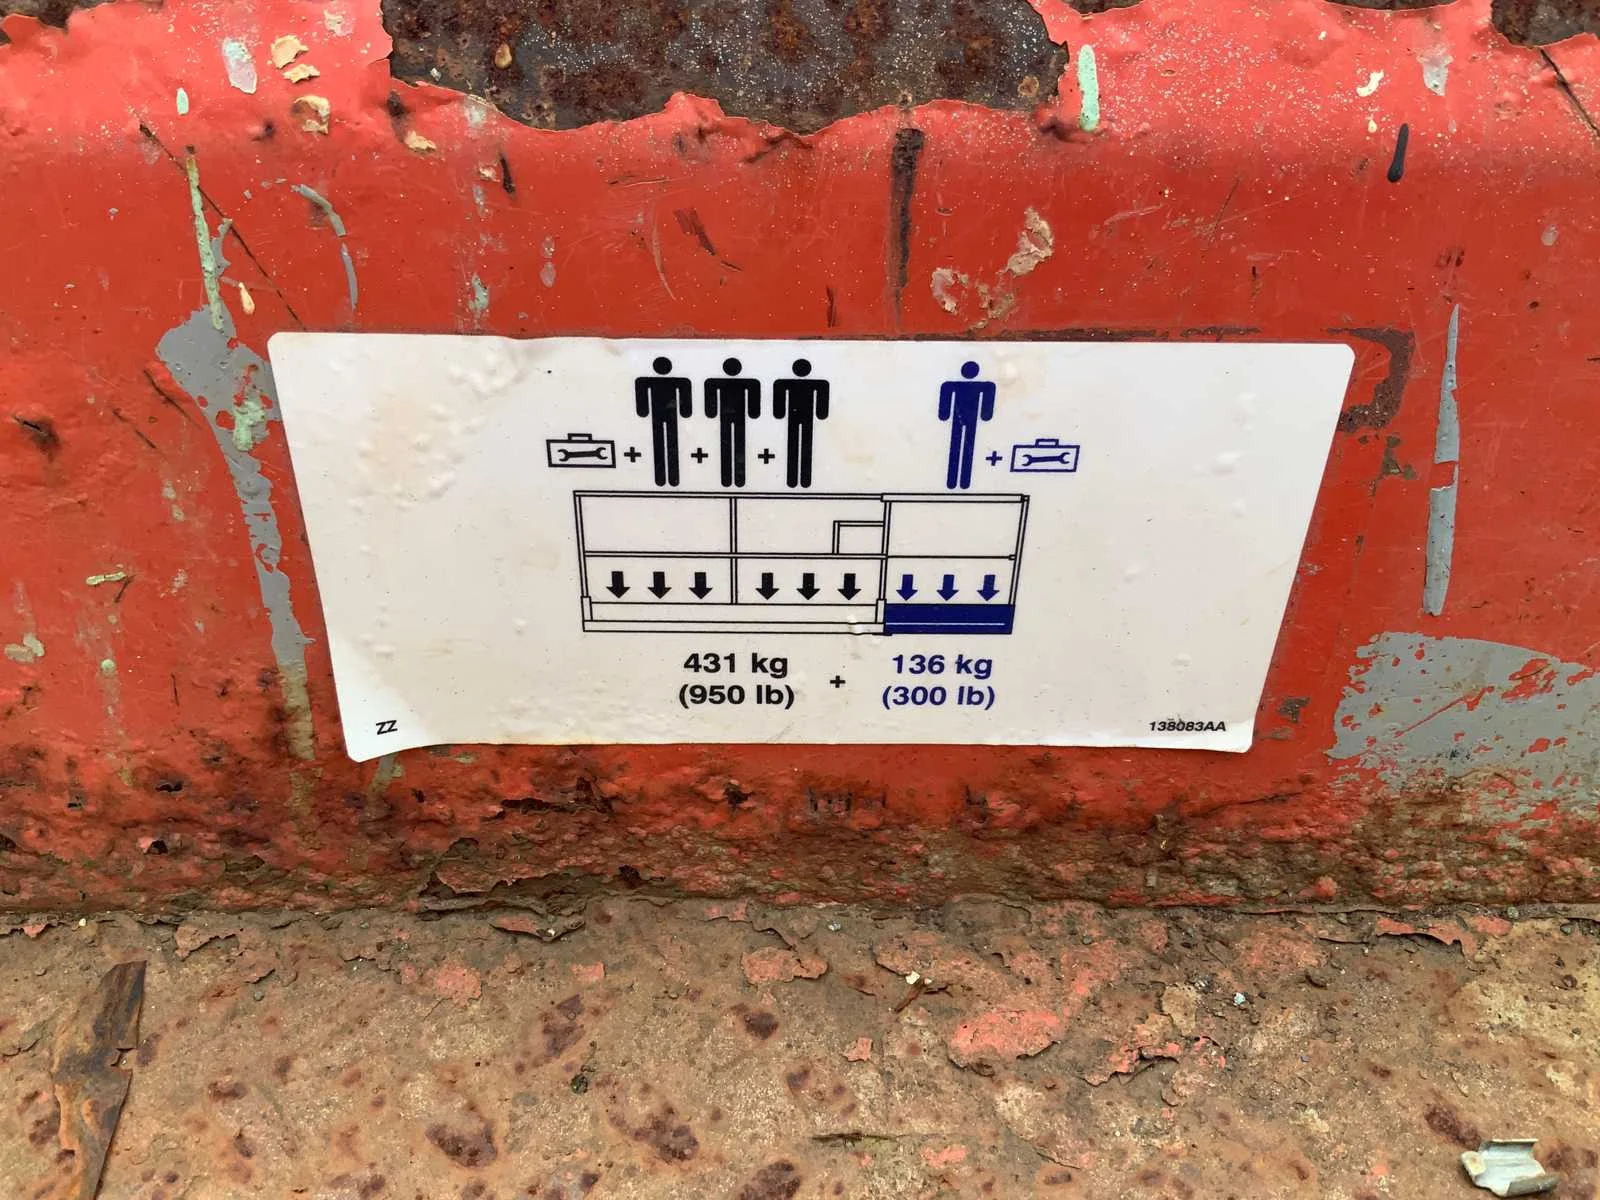 + + + +
431 kg + 136 kg
(950 lb) (300 lb)
ZZ 138083AA